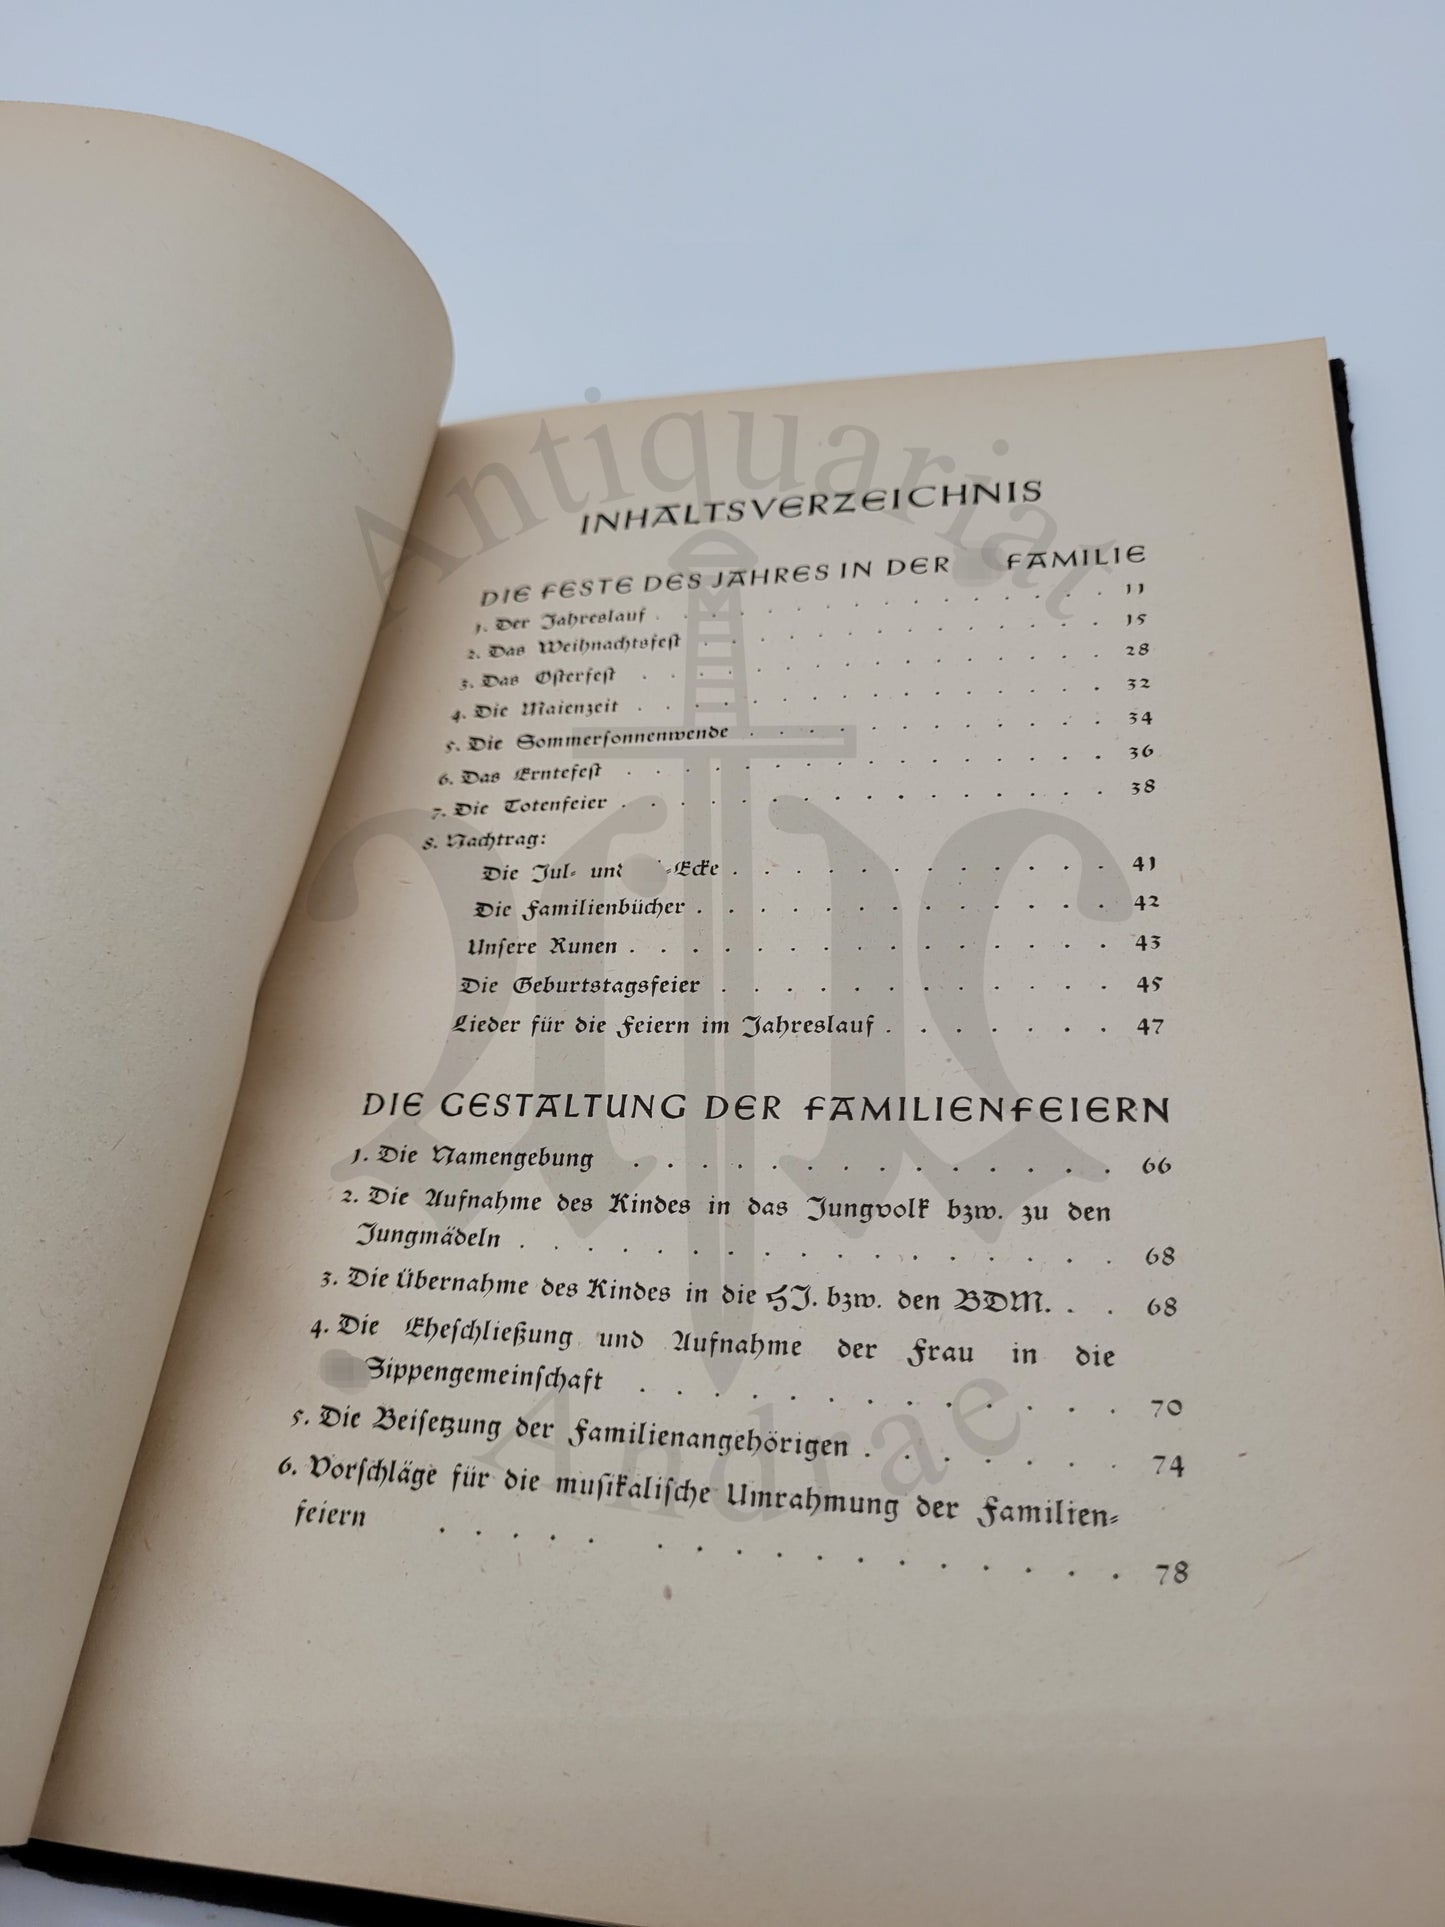 INHALTSVERZEICHNIS
DIE FESTE DES JAHRES IN DER FAMILIE
1. Der Jahreslauf . . . . . . . . . . . . . 11
2. Das Weihnachtsfest . . . . . . . . . . . . 15
3. Das Osterfest . . . . . . . . . . . . . 28
4. Die Maienzeit . . . . . . . . . . . . . 32
5. Die Sommersonnenwende . . . . . . . . . . . 34
6. Das Erntefest . . . . . . . . . . . . . 36
7. Die Totenfeier . . . . . . . . . . . . . 38
8. Nachtrag:
Die Jul- und -Ecke . . . . . . . . . . . 41
Die Familienbücher . . . . . . . . . . . . 42
Unsere Runen . . . . . . . . . . . . . 43
Die Geburtstagsfeier . . . . . . . . . . . 45
Lieder für die Feiern im Jahreslauf . . . . . . . 47
DIE GESTALTUNG DER FAMILIENFEIERN
1. Die Namengebung . . . . . . . . . . . . . 66
2. Die Aufnahme des Kindes in das Jungvolk bzw. zu den
Jungmädeln . . . . . . . . . . . . . . . 68
3. Die Übernahme des Kindes in die HJ. bzw. den BDM. . . 68
4. Die Eheschließung und Aufnahme der Frau in die
Sippengemeinschaft . . . . . . . . . . . . . 70
5. Die Beisetzung der Familienangehörigen . . . . . . . 74
6. Vorschläge für die musikalische Umrahmung der Familien-
feiern . . . . . . . . . . . . . . . . 78
Antiquariat
Andrae